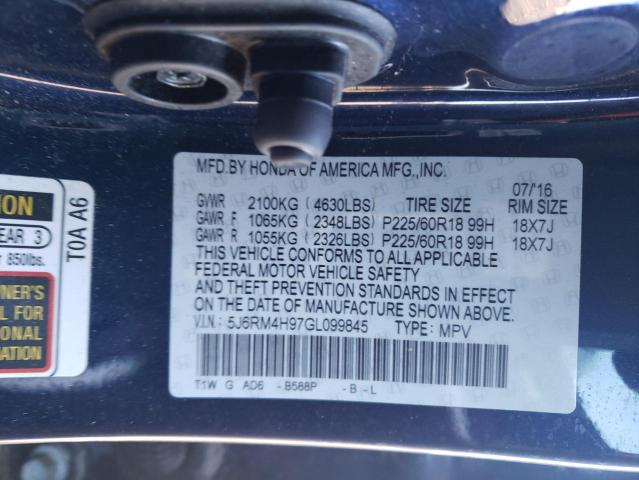 MFD.BY HONDA OF AMERICA MFG.,INC. 07/'16
GVWR 2100KG ( 4630LBS) TIRE SIZE RIM SIZE
GAWR F 1065KG ( 2348LBS) P225/60R18 99H 18X7J
GAWR R 1055KG ( 2326LBS) P225/60R18 99H 18X7J
THIS VEHICLE CONFORMS TO ALL APPLICABLE
FEDERAL MOTOR VEHICLE SAFETY
AND THEFT PREVENTION STANDARDS IN EFFECT
ON THE DATE OF MANUFACTURE SHOWN ABOVE.
V.I.N.: 5J6RM4H97GL099845 TYPE: MPV
T1W G AD6 -B588P -B -L
ION
EAR 3
850lbs.
NER'S
L FOR
IONAL
ATION
T0A A6